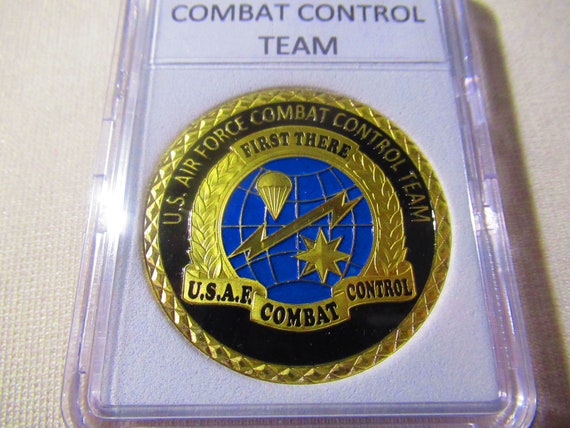 COMBAT CONTROL
TEAM
U.S. AIR FORCE COMBAT CONTROL TEAM
FIRST THERE
U.S.A.F. COMBAT CONTROL